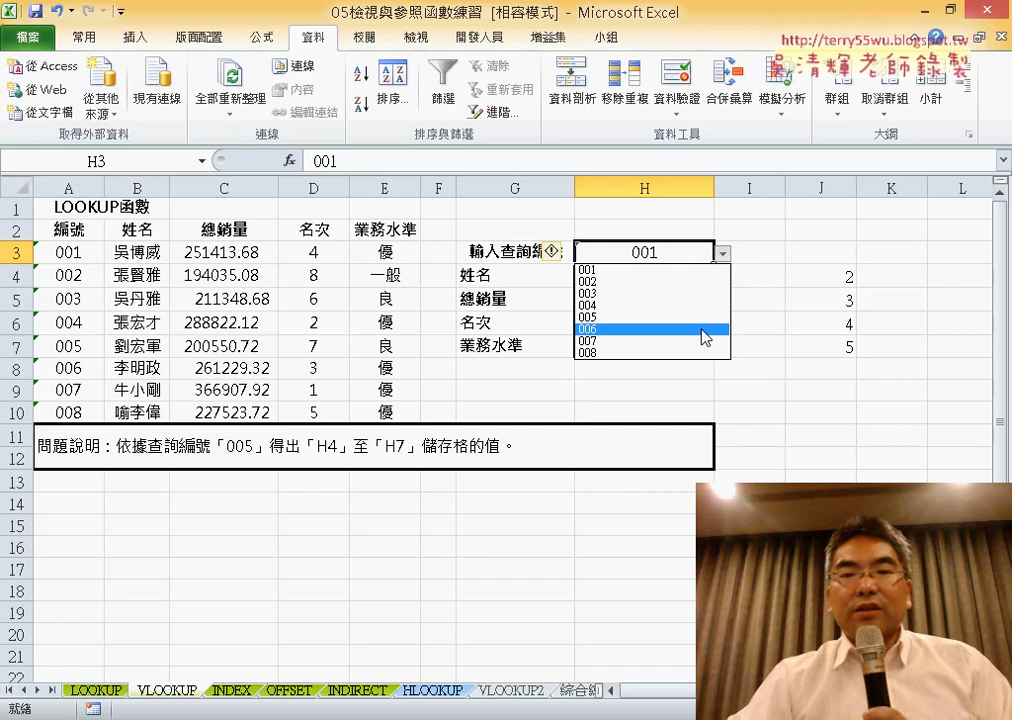 05檢視與參照函數練習 [相容模式] - Microsoft Excel
檔案 常用 插入 版面配置 公式 資料 校閱 檢視 開發人員 增益集 小組
http://terry55wu.blogspot.tw
吳清輝老師錄製
從 Access
從 Web
從文字檔
從其他來源
現有連線
全部重新整理
連線
內容
編輯連結
排序...
篩選
清除
重新套用
進階...
資料剖析 移除重複 資料驗證 合併彙算 模擬分析
群組 取消群組 小計
取得外部資料 連線 排序與篩選 資料工具 大綱
H3 fx 001
A B C D E F G H I J K L
1 LOOKUP函數
2 編號 姓名 總銷量 名次 業務水準
3 001 吳博威 251413.68 4 優 輸入查詢 001
4 002 張賢雅 194035.08 8 一般 姓名 2
5 003 吳丹雅 211348.68 6 良 總銷量 3
6 004 張宏才 288822.12 2 優 名次 4
7 005 劉宏軍 200550.72 7 良 業務水準 5
8 006 李明政 261229.32 3 優
9 007 牛小剛 366907.92 1 優
10 008 喻李偉 227523.72 5 優
001
002
003
004
005
006
007
008
11 問題說明：依據查詢編號「005」得出「H4」至「H7」儲存格的值。
12
13
14
15
16
17
18
19
20
21
22
LOOKUP VLOOKUP INDEX OFFSET INDIRECT HLOOKUP VLOOKUP2
就緒